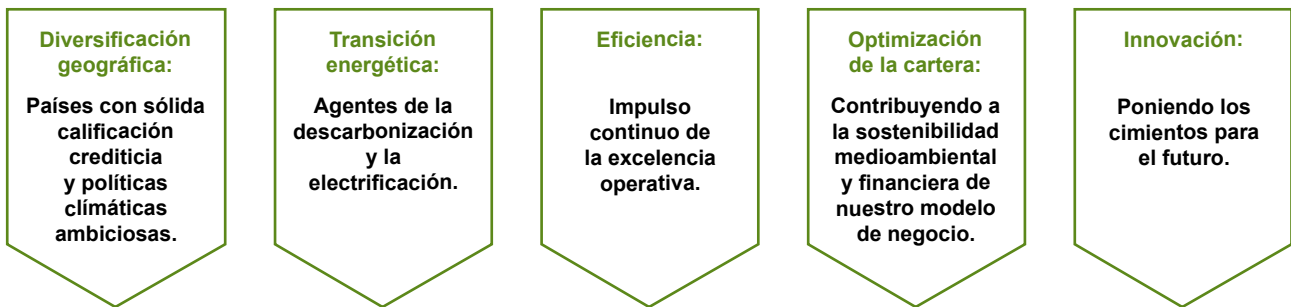 Diversificación
geográfica:
Países con sólida
calificación
crediticia
y políticas
clímáticas
ambiciosas.
Transición
energética:
Agentes de la
descarbonización
y la
electrificación.
Eficiencia:
Impulso
continuo de
la excelencia
operativa.
Optimización
de la cartera:
Contribuyendo a
la sostenibilidad
medioambiental
y financiera de
nuestro modelo
de negocio.
Innovación:
Poniendo los
cimientos para
el futuro.